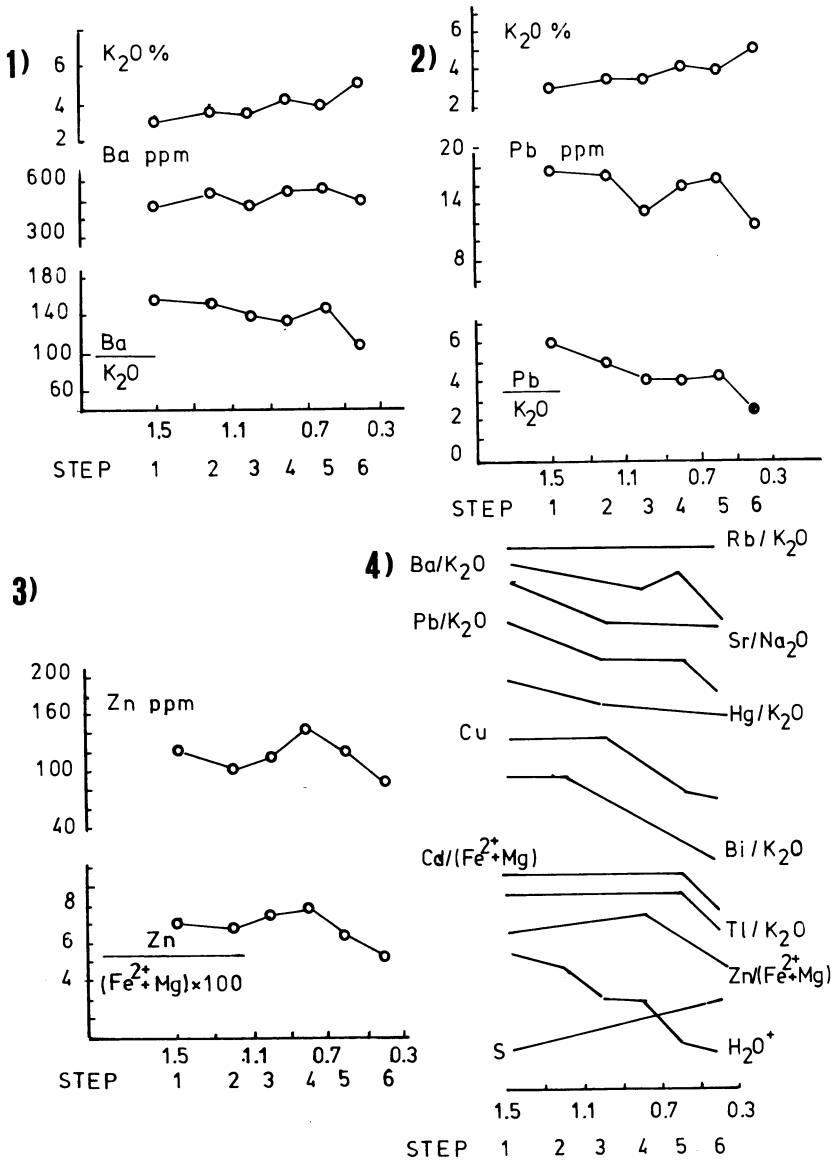 1)
K₂O %
6
4
2
Ba ppm
600
300
180
140
100
60
Ba
K₂O
1.5 1.1 0.7 0.3
STEP 1 2 3 4 5 6
2)
K₂O %
6
4
2
Pb ppm
20
14
8
6
4
2
0
Pb
K₂O
1.5 1.1 0.7 0.3
STEP 1 2 3 4 5 6
3)
Zn ppm
200
160
100
40
8
6
4
Zn
(Fe²⁺+Mg)×100
1.5 1.1 0.7 0.3
STEP 1 2 3 4 5 6
4)
Rb/K₂O
Ba/K₂O
Sr/Na₂O
Pb/K₂O
Hg/K₂O
Cu
Bi/K₂O
Cd/(Fe²⁺+Mg)
Tl/K₂O
Zn/(Fe²⁺+Mg)
S
H₂O⁺
1.5 1.1 0.7 0.3
STEP 1 2 3 4 5 6